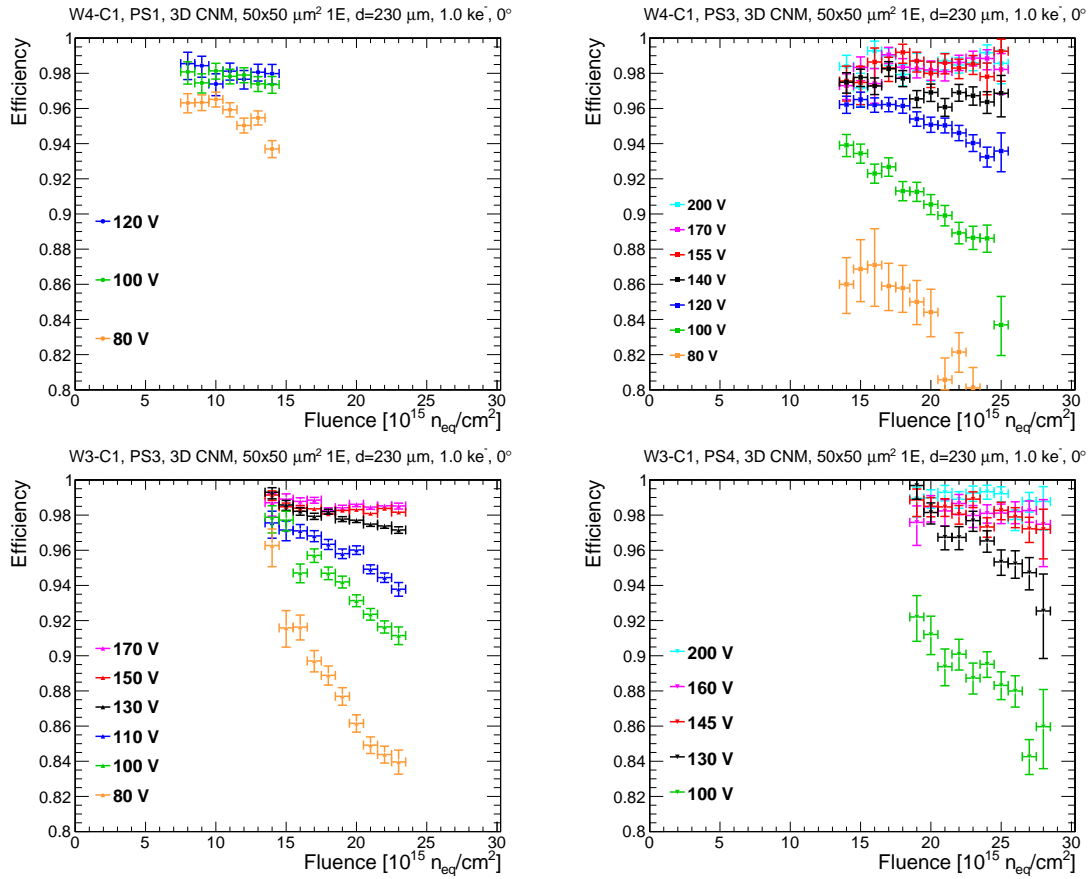 W4-C1, PS1, 3D CNM, 50x50 μm² 1E, d=230 μm, 1.0 ke⁻, 0°
Efficiency
1
0.98
0.96
0.94
0.92
0.9
0.88
0.86
0.84
0.82
0.8
120 V
100 V
80 V
0 5 10 15 20 25 30
Fluence [10¹⁵ n_eq/cm²]
W4-C1, PS3, 3D CNM, 50x50 μm² 1E, d=230 μm, 1.0 ke⁻, 0°
Efficiency
1
0.98
0.96
0.94
0.92
0.9
0.88
0.86
0.84
0.82
0.8
200 V
170 V
155 V
140 V
120 V
100 V
80 V
0 5 10 15 20 25 30
Fluence [10¹⁵ n_eq/cm²]
W3-C1, PS3, 3D CNM, 50x50 μm² 1E, d=230 μm, 1.0 ke⁻, 0°
Efficiency
1
0.98
0.96
0.94
0.92
0.9
0.88
0.86
0.84
0.82
0.8
170 V
150 V
130 V
110 V
100 V
80 V
0 5 10 15 20 25 30
Fluence [10¹⁵ n_eq/cm²]
W3-C1, PS4, 3D CNM, 50x50 μm² 1E, d=230 μm, 1.0 ke⁻, 0°
Efficiency
1
0.98
0.96
0.94
0.92
0.9
0.88
0.86
0.84
0.82
0.8
200 V
160 V
145 V
130 V
100 V
0 5 10 15 20 25 30
Fluence [10¹⁵ n_eq/cm²]